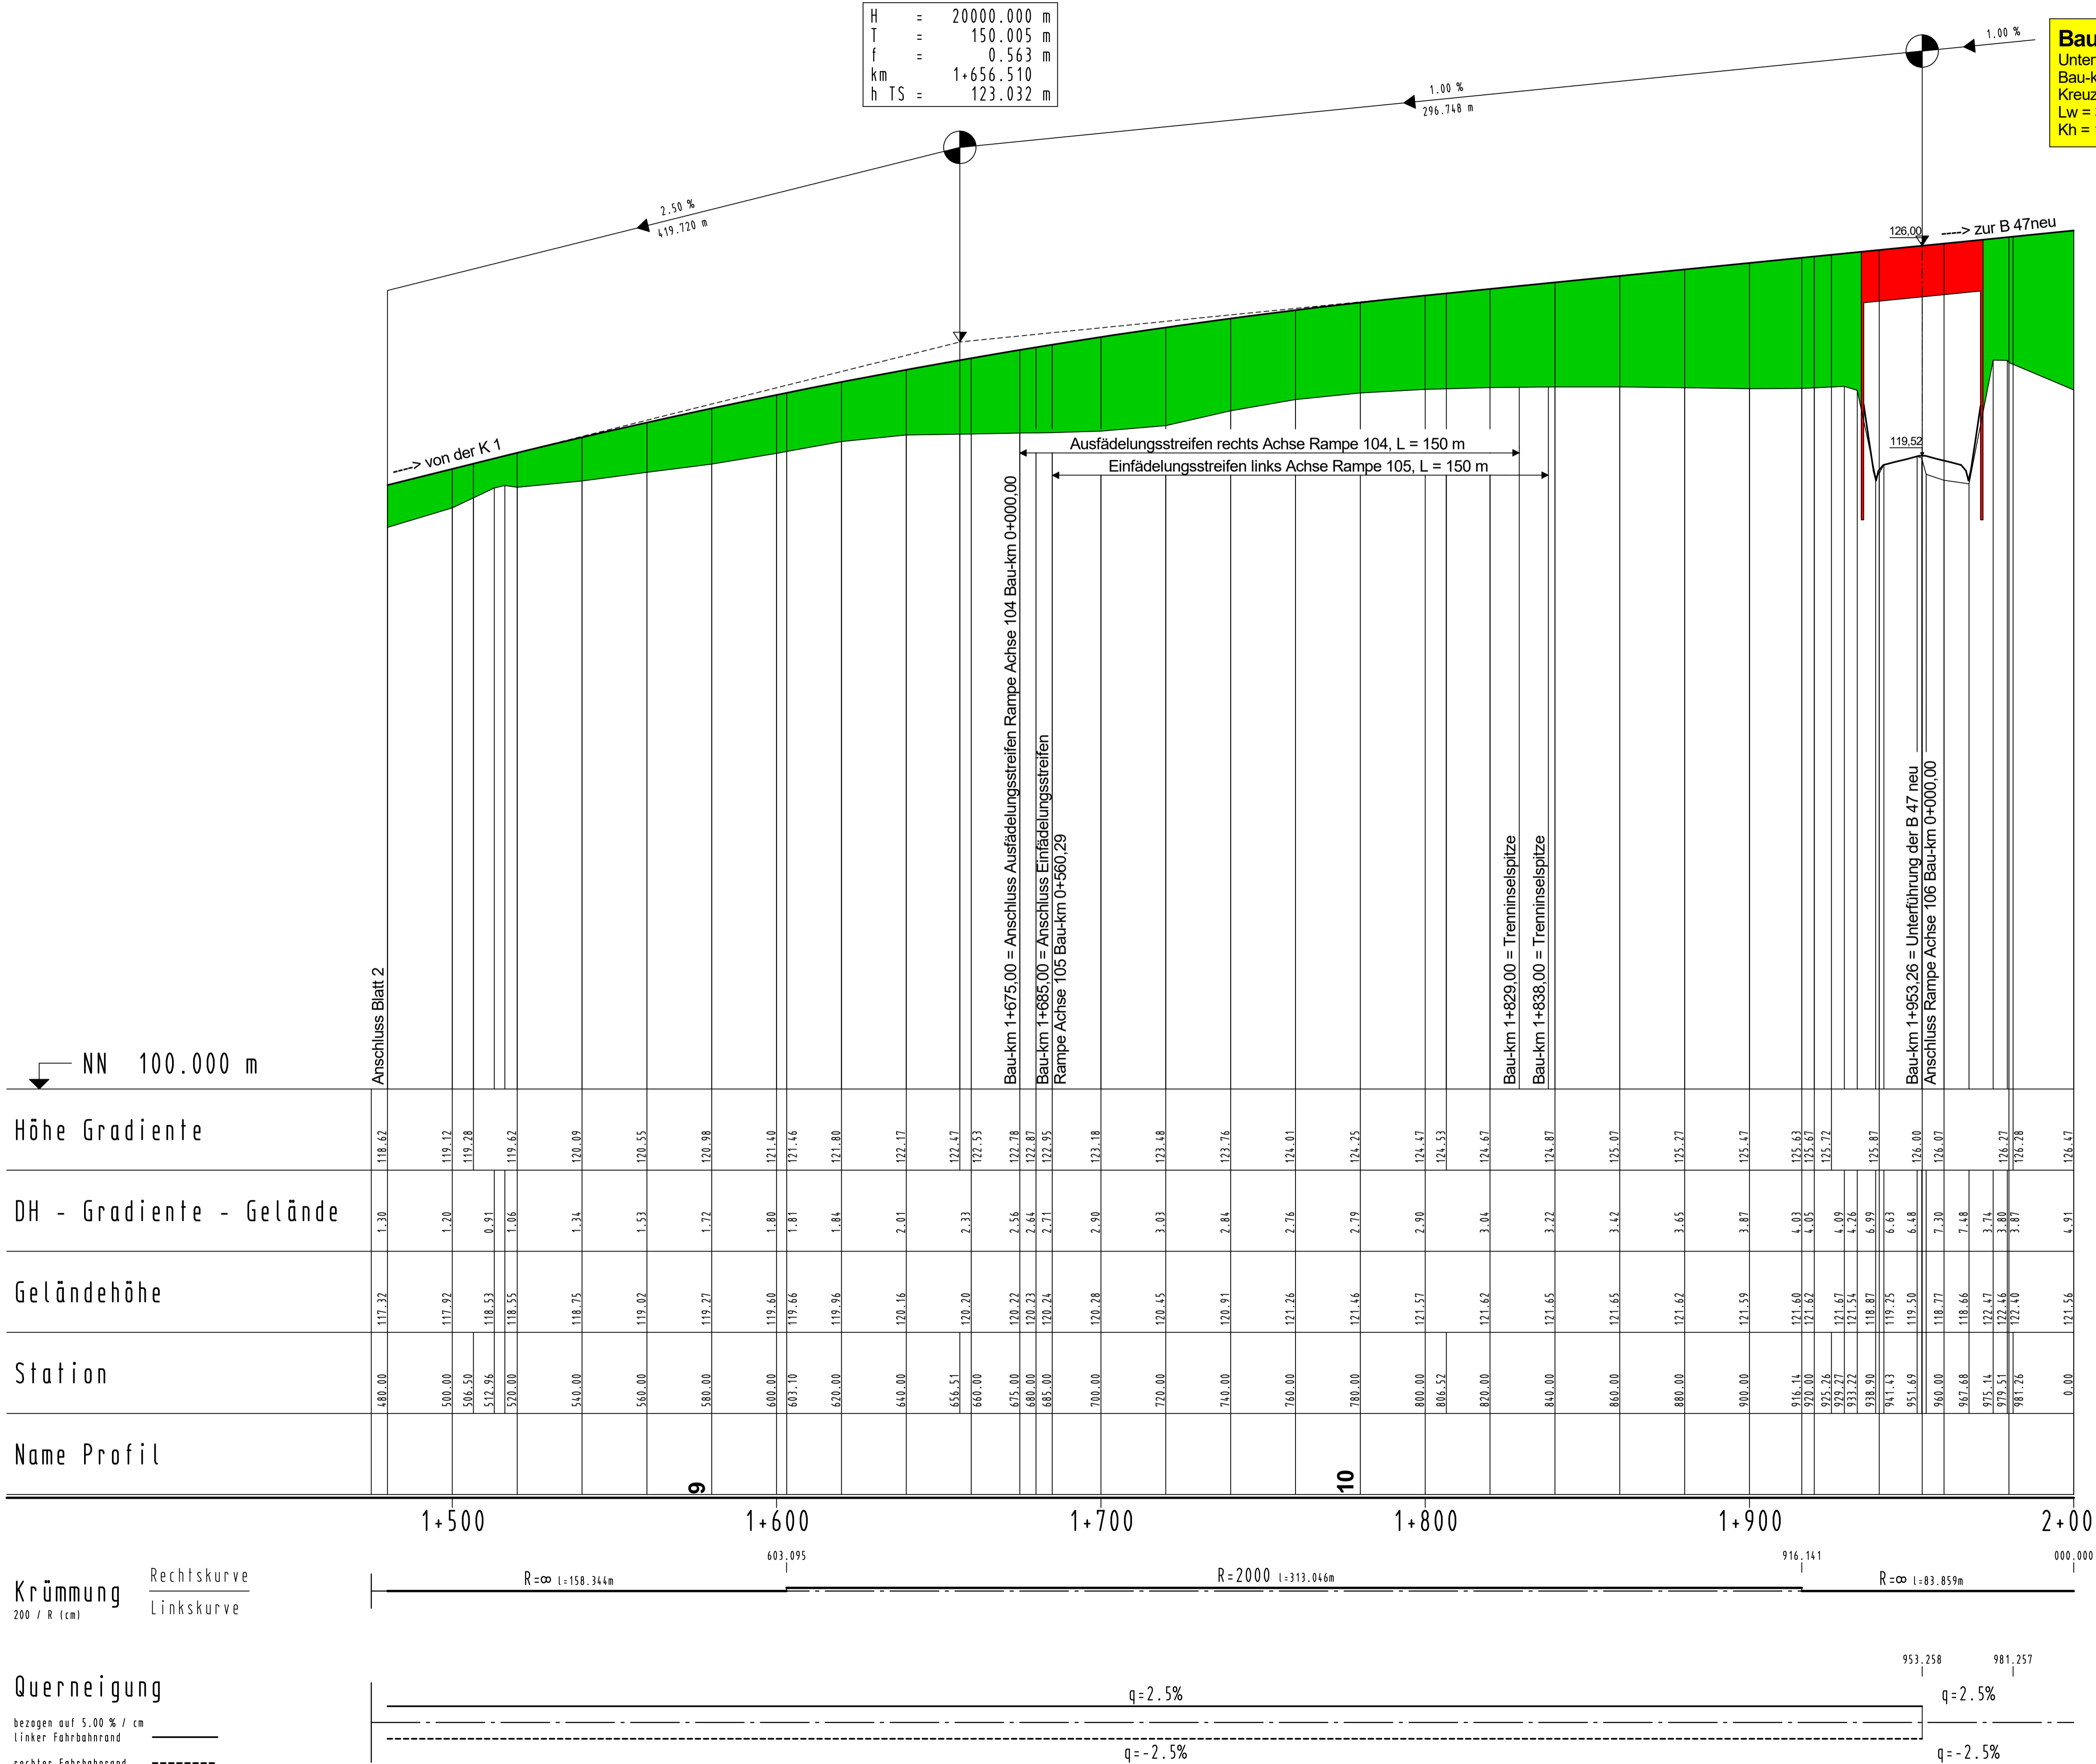 H = 20000.000 m
T = 150.005 m
f = 0.563 m
km 1+656.510
h TS = 123.032 m
1.00 %
Bau
Unter
Bau-k
Kreuz
Lw =
Kh =
1.00 %
296.748 m
2.50 %
419.720 m
126,00
----> zur B 47neu
----> von der K 1
119,52
Ausfädelungsstreifen rechts Achse Rampe 104, L = 150 m
Einfädelungsstreifen links Achse Rampe 105, L = 150 m
Anschluss Blatt 2
Bau-km 1+675,00 = Anschluss Ausfädelungsstreifen Rampe Achse 104 Bau-km 0+000,00
Bau-km 1+685,00 = Anschluss Einfädelungsstreifen
Rampe Achse 105 Bau-km 0+560,29
Bau-km 1+829,00 = Trenninselspitze
Bau-km 1+838,00 = Trenninselspitze
Bau-km 1+953,26 = Unterführung der B 47 neu
Anschluss Rampe Achse 106 Bau-km 0+000,00
NN 100.000 m
Höhe Gradiente
118.62 119.12 119.28 119.62 120.09 120.55 120.98 121.40 121.46 121.80 122.17 122.47 122.53 122.78 122.87 122.95 123.18 123.48 123.76 124.01 124.25 124.47 124.53 124.67 124.87 125.07 125.27 125.47 125.63 125.67 125.72 125.87 126.00 126.07 126.27 126.28 126.47
DH - Gradiente - Gelände
1.30 1.20 0.91 1.06 1.34 1.53 1.72 1.80 1.81 1.84 2.01 2.33 2.56 2.64 2.71 2.90 3.03 2.84 2.76 2.79 2.90 3.04 3.22 3.42 3.65 3.87 4.03 4.05 4.09 4.26 6.99 6.63 6.48 7.30 7.48 3.74 3.80 3.87 4.91
Geländehöhe
117.32 117.92 118.53 118.55 118.75 119.02 119.27 119.60 119.66 119.96 120.16 120.20 120.22 120.23 120.24 120.28 120.45 120.91 121.26 121.46 121.57 121.62 121.65 121.65 121.62 121.59 121.60 121.62 121.67 121.54 118.87 119.25 119.50 118.77 118.66 122.47 122.46 122.40 121.56
Station
480.00 500.00 506.50 512.96 520.00 540.00 560.00 580.00 600.00 603.10 620.00 640.00 656.51 660.00 675.00 680.00 685.00 700.00 720.00 740.00 760.00 780.00 800.00 806.52 820.00 840.00 860.00 880.00 900.00 916.14 920.00 925.26 929.27 933.22 938.90 941.43 951.69 960.00 967.68 975.14 979.51 981.26 0.00
Name Profil
9 10
1+500 1+600 1+700 1+800 1+900 2+00
603.095 916.141 000.000
Krümmung
200 / R (cm)
Rechtskurve
Linkskurve
R=∞ l=158.344m
R=2000 l=313.046m
R=∞ l=83.859m
953.258 981.257
Querneigung
bezogen auf 5.00 % / cm
linker Fahrbahnrand
rechter Fahrbahnrand
q=2.5% q=2.5%
q=-2.5% q=-2.5%